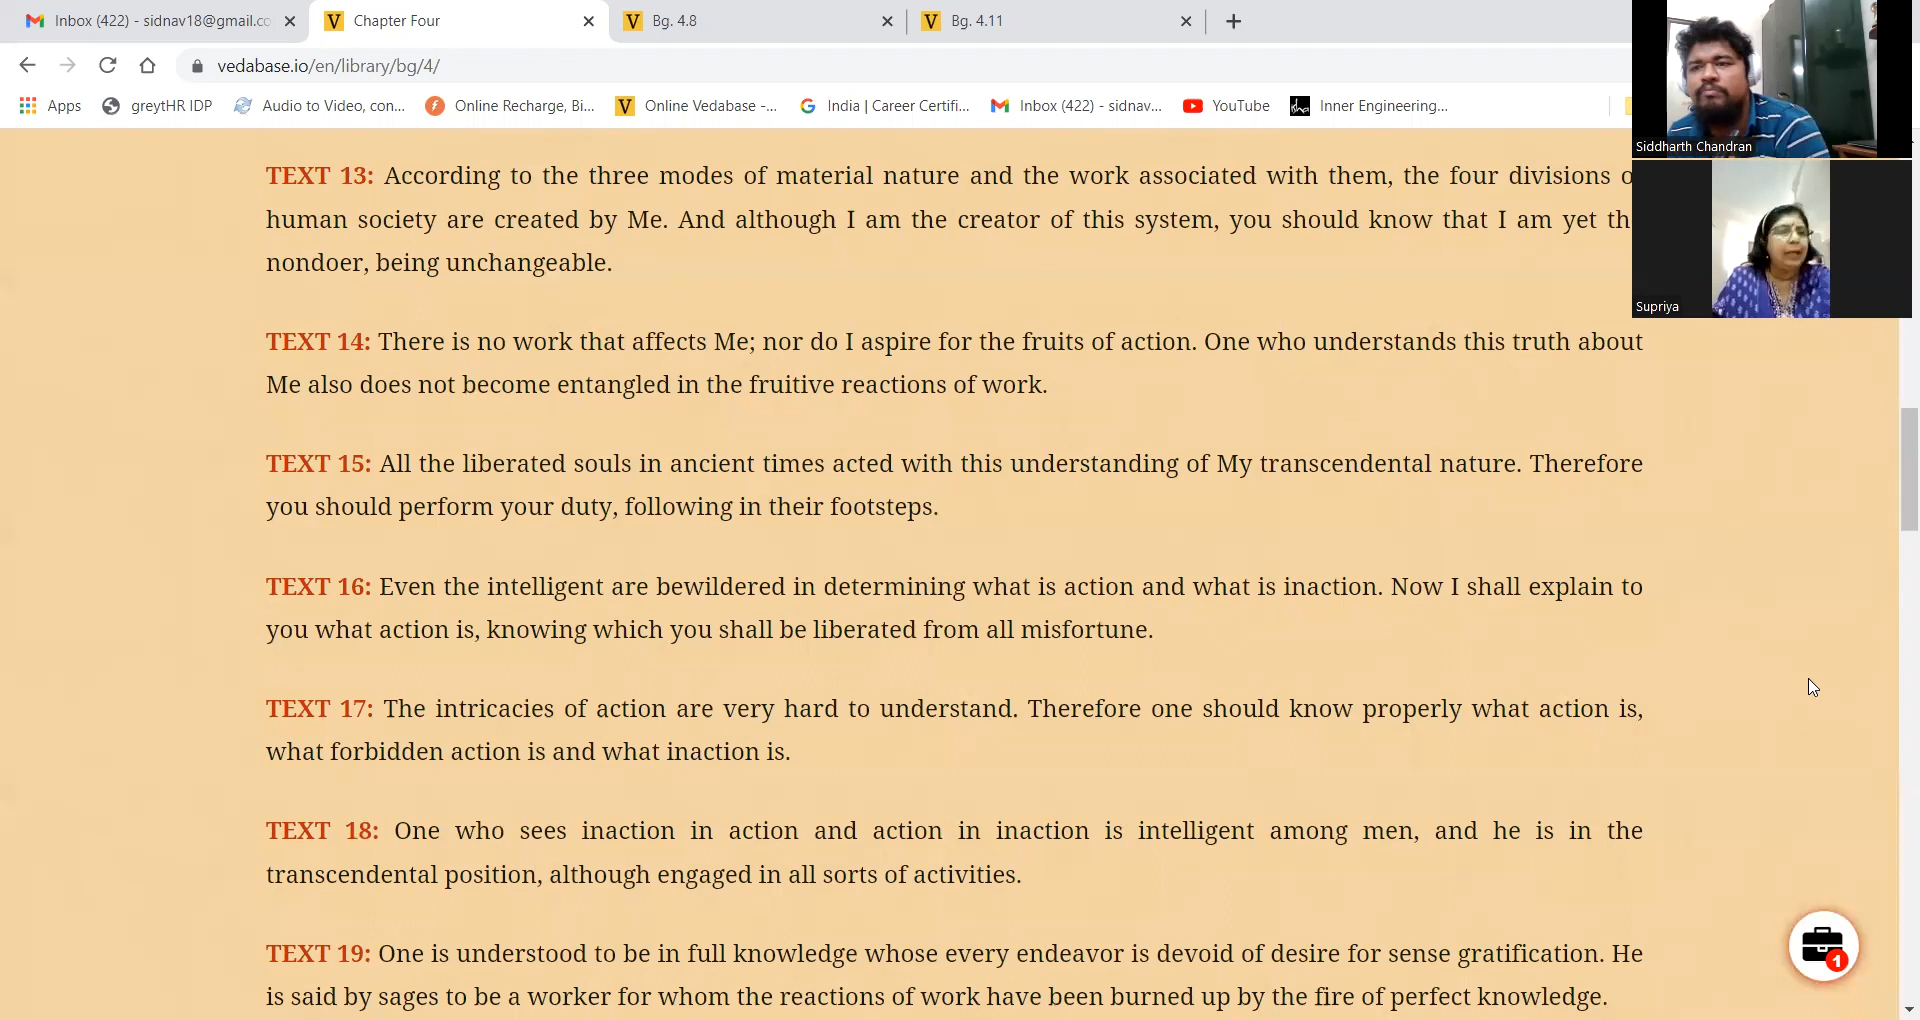 Inbox (422) - sidnav18@gmail.co
Chapter Four
Bg. 4.8
Bg. 4.11
vedabase.io/en/library/bg/4/
Apps
greytHR IDP
Audio to Video, con...
Online Recharge, Bi...
Online Vedabase -...
India | Career Certifi...
Inbox (422) - sidnav...
YouTube
Inner Engineering...
Siddharth Chandran
Supriya
TEXT 13: According to the three modes of material nature and the work associated with them, the four divisions
human society are created by Me. And although I am the creator of this system, you should know that I am yet
nondoer, being unchangeable.
TEXT 14: There is no work that affects Me; nor do I aspire for the fruits of action. One who understands this truth about
Me also does not become entangled in the fruitive reactions of work.
TEXT 15: All the liberated souls in ancient times acted with this understanding of My transcendental nature. Therefore
you should perform your duty, following in their footsteps.
TEXT 16: Even the intelligent are bewildered in determining what is action and what is inaction. Now I shall explain to
you what action is, knowing which you shall be liberated from all misfortune.
TEXT 17: The intricacies of action are very hard to understand. Therefore one should know properly what action is,
what forbidden action is and what inaction is.
TEXT 18: One who sees inaction in action and action in inaction is intelligent among men, and he is in the
transcendental position, although engaged in all sorts of activities.
TEXT 19: One is understood to be in full knowledge whose every endeavor is devoid of desire for sense gratification. He
is said by sages to be a worker for whom the reactions of work have been burned up by the fire of perfect knowledge.
1